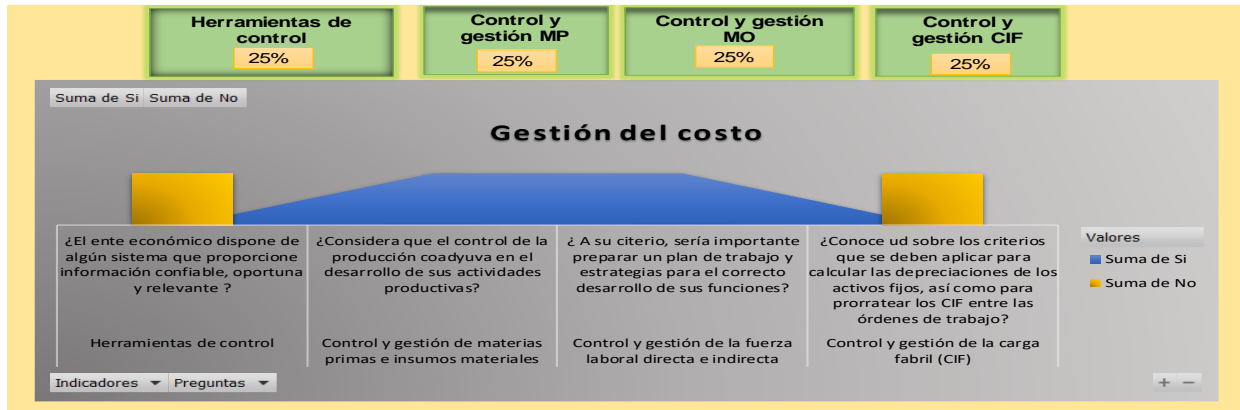 Herramientas de
control
25%
Control y
gestión MP
25%
Control y gestión
MO
25%
Control y
gestión CIF
25%
Suma de Si Suma de No
Gestión del costo
¿El ente económico dispone de
algún sistema que proporcione
información confiable, oportuna
y relevante ?
Herramientas de control
¿Considera que el control de la
producción coadyuva en el
desarrollo de sus actividades
productivas?
Control y gestión de materias
primas e insumos materiales
¿ A su citerio, sería importante
preparar un plan de trabajo y
estrategias para el correcto
desarrollo de sus funciones?
Control y gestión de la fuerza
laboral directa e indirecta
¿Conoce ud sobre los criterios
que se deben aplicar para
calcular las depreciaciones de los
activos fijos, así como para
prorratear los CIF entre las
órdenes de trabajo?
Control y gestión de la carga
fabril (CIF)
Valores
Suma de Si
Suma de No
Indicadores Preguntas
+ −